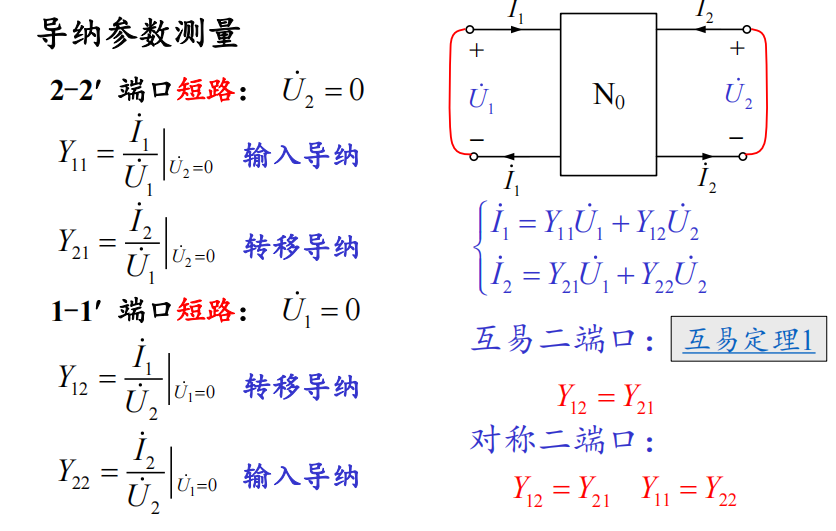 导纳参数测量
2-2′ 端口短路： U̇₂ = 0
Y₁₁ = İ₁/U̇₁ |U̇₂=0 输入导纳
Y₂₁ = İ₂/U̇₁ |U̇₂=0 转移导纳
1-1′ 端口短路： U̇₁ = 0
Y₁₂ = İ₁/U̇₂ |U̇₁=0 转移导纳
Y₂₂ = İ₂/U̇₂ |U̇₁=0 输入导纳
İ₁ İ₂
+ +
U̇₁ N₀ U̇₂
− −
İ₁ İ₂
İ₁ = Y₁₁U̇₁ + Y₁₂U̇₂
İ₂ = Y₂₁U̇₁ + Y₂₂U̇₂
互易二端口： 互易定理1
Y₁₂ = Y₂₁
对称二端口：
Y₁₂ = Y₂₁ Y₁₁ = Y₂₂